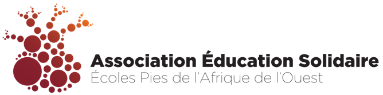 Association Éducation Solidaire
Écoles Pies de l'Afrique de l'Ouest